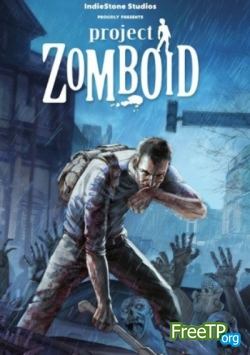 IndieStone Studios
PROUDLY PRESENTS
project
ZOMBOID
FreeTP
.org